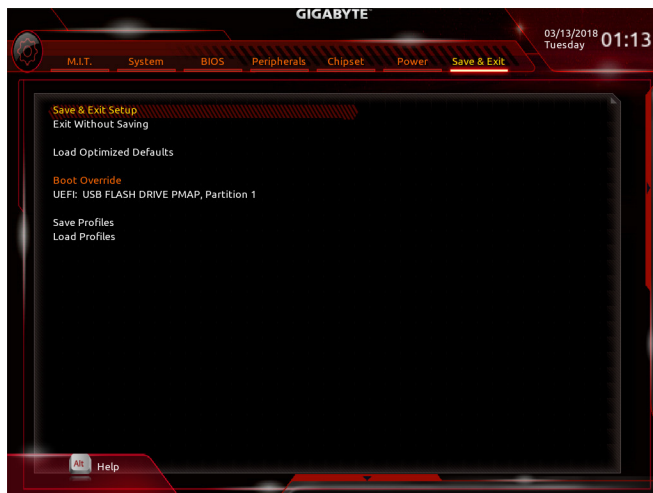 GIGABYTE™
03/13/2018
Tuesday
01:13
M.I.T. System BIOS Peripherals Chipset Power Save & Exit
Save & Exit Setup
Exit Without Saving
Load Optimized Defaults
Boot Override
UEFI: USB FLASH DRIVE PMAP, Partition 1
Save Profiles
Load Profiles
Alt Help